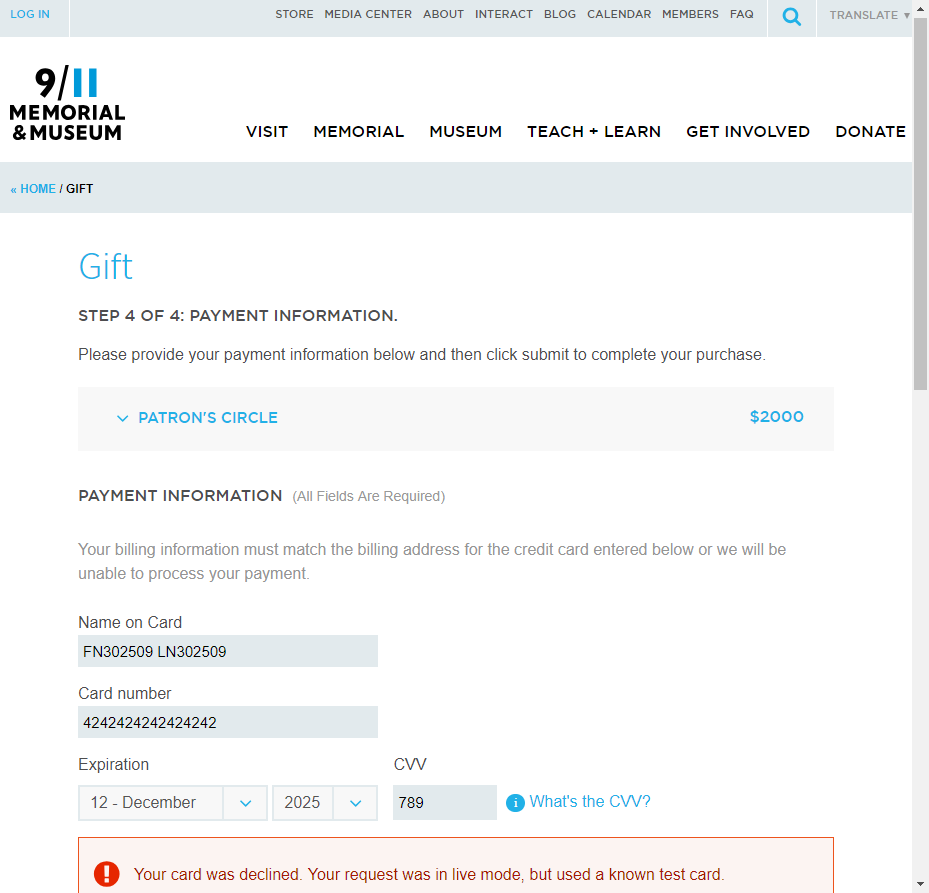 LOG IN STORE MEDIA CENTER ABOUT INTERACT BLOG CALENDAR MEMBERS FAQ TRANSLATE ▼
9/11
MEMORIAL
& MUSEUM
VISIT MEMORIAL MUSEUM TEACH + LEARN GET INVOLVED DONATE
« HOME / GIFT
Gift
STEP 4 OF 4: PAYMENT INFORMATION.
Please provide your payment information below and then click submit to complete your purchase.
PATRON'S CIRCLE $2000
PAYMENT INFORMATION (All Fields Are Required)
Your billing information must match the billing address for the credit card entered below or we will be
unable to process your payment.
Name on Card
FN302509 LN302509
Card number
4242424242424242
Expiration CVV
12 - December 2025 789 What's the CVV?
Your card was declined. Your request was in live mode, but used a known test card.